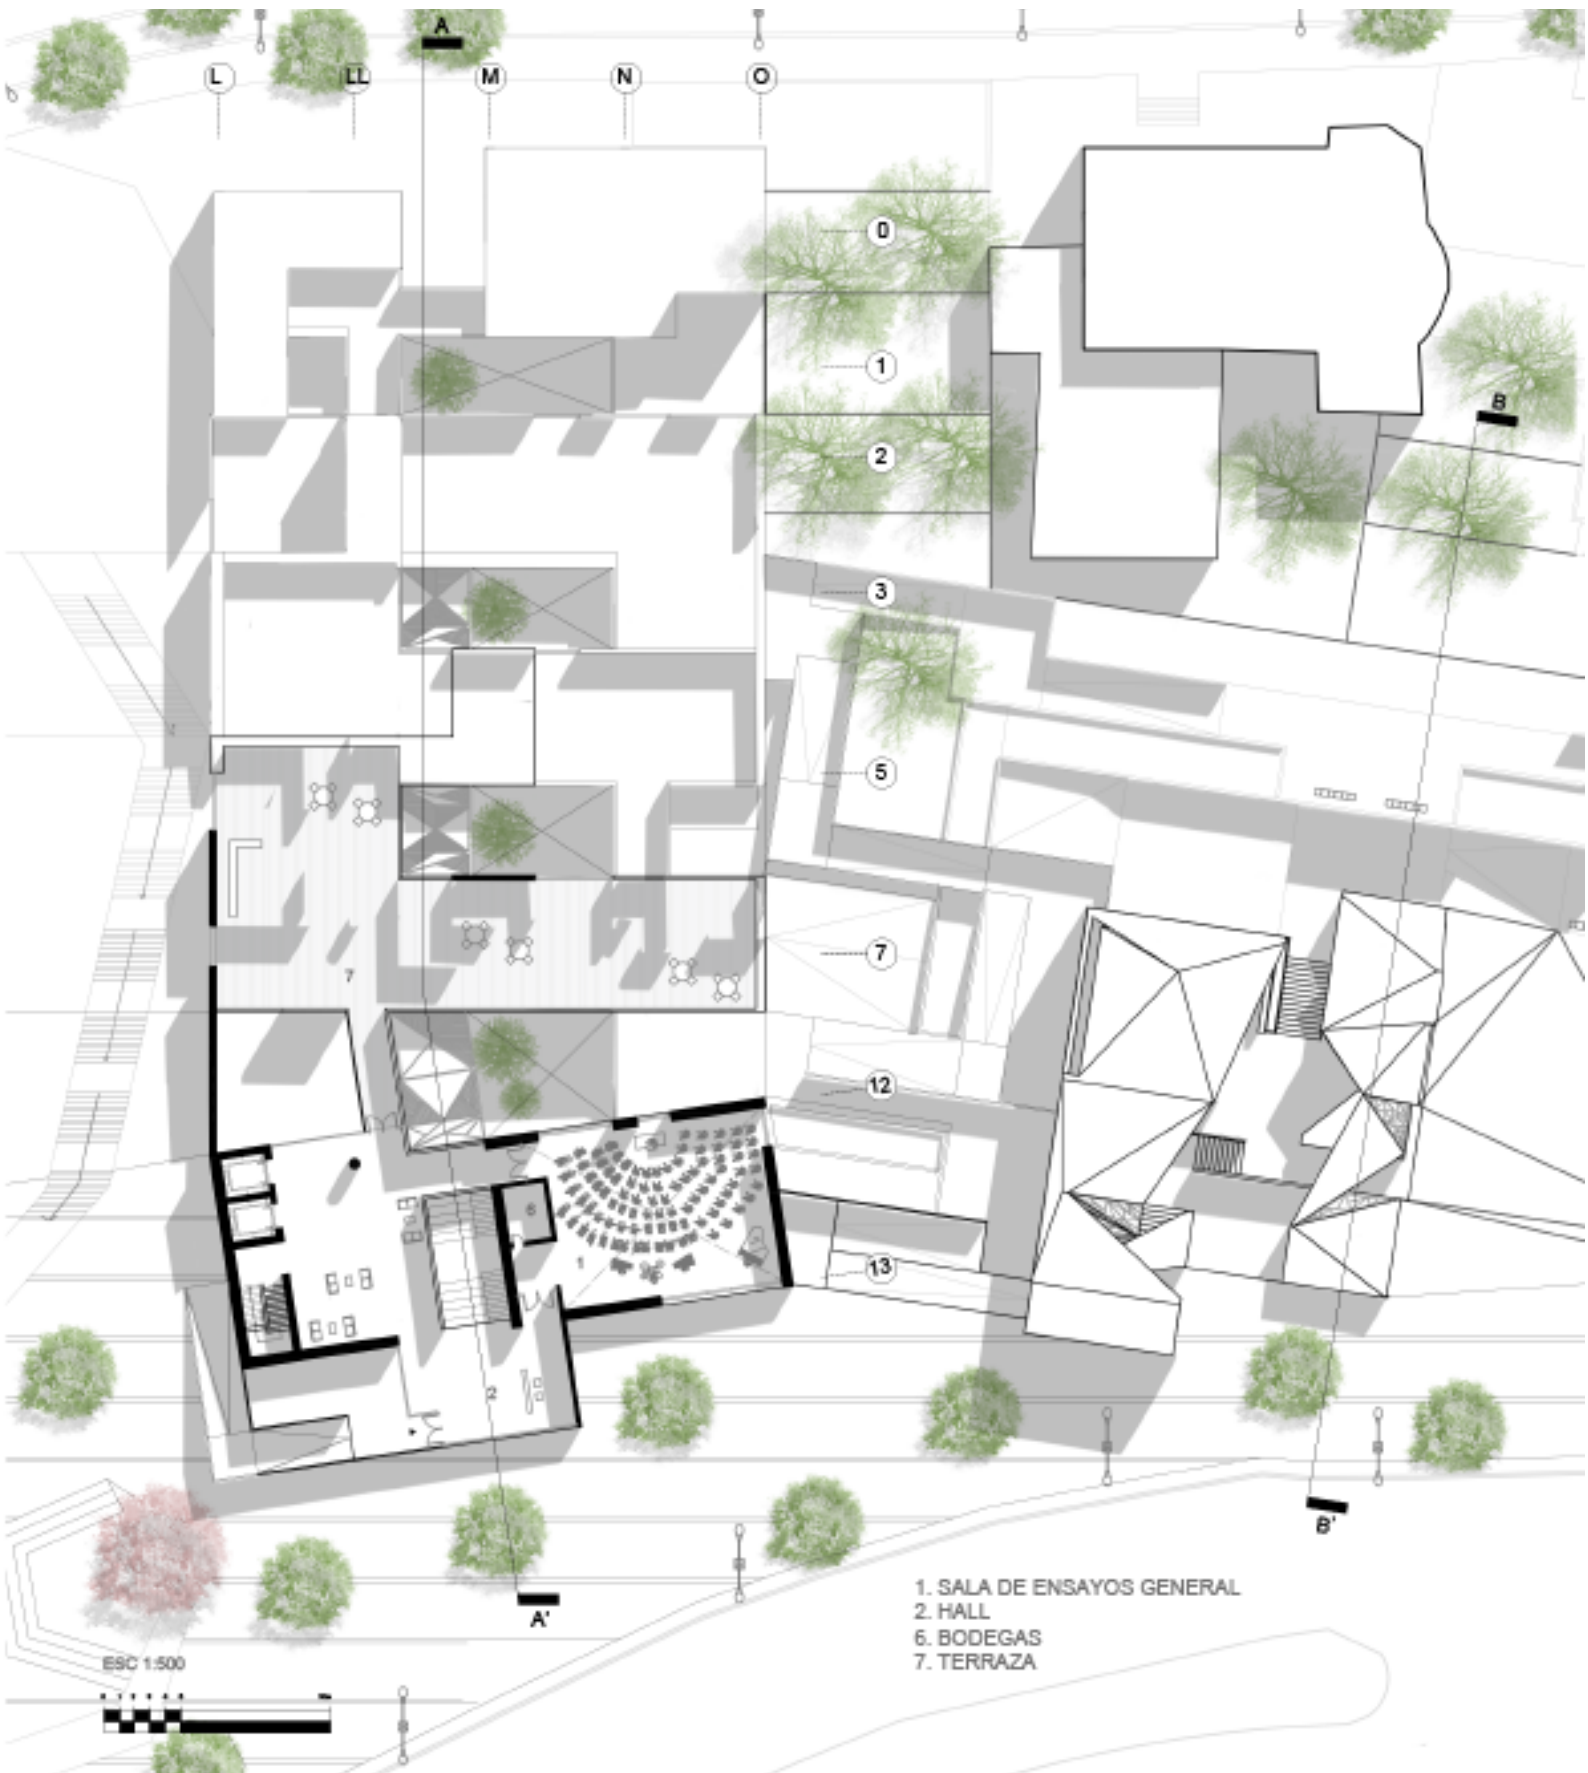 A
L
LL
M
N
O
0
1
B
2
3
5
7
7
12
6
1
13
2
B'
A'
1. SALA DE ENSAYOS GENERAL
2. HALL
6. BODEGAS
7. TERRAZA
ESC 1:500